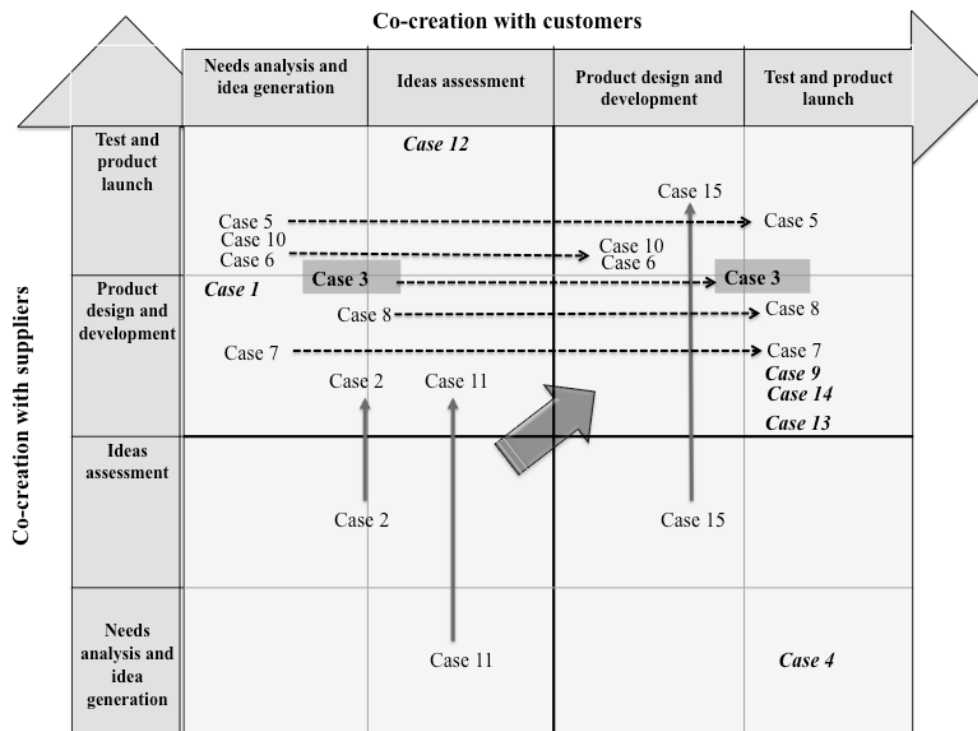 Co-creation with customers
Needs analysis and
idea generation
Ideas assessment
Product design and
development
Test and product
launch
Co-creation with suppliers
Test and
product
launch
Case 12
Case 15
Case 5
Case 5
Case 10
Case 6
Case 10
Case 6
Case 3
Case 3
Product
design and
development
Case 1
Case 8
Case 8
Case 7
Case 7
Case 9
Case 2
Case 11
Case 14
Case 13
Ideas
assessment
Case 2
Case 15
Needs
analysis and
idea
generation
Case 11
Case 4